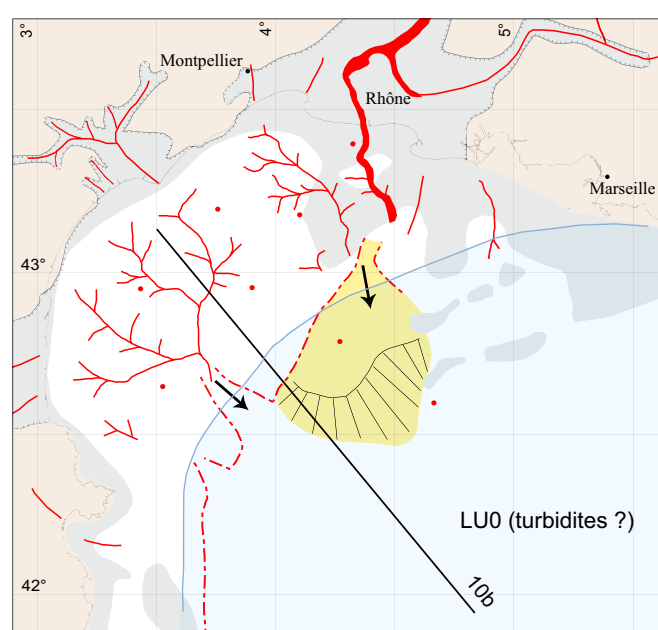 3°
4°
5°
Montpellier
Rhône
Marseille
43°
LU0 (turbidites ?)
10b
42°